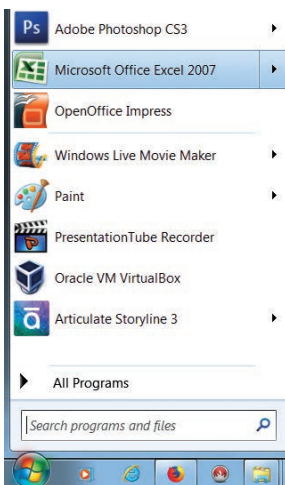 Ps Adobe Photoshop CS3
Microsoft Office Excel 2007
OpenOffice Impress
Windows Live Movie Maker
Paint
PresentationTube Recorder
Oracle VM VirtualBox
ā Articulate Storyline 3
All Programs
Search programs and files